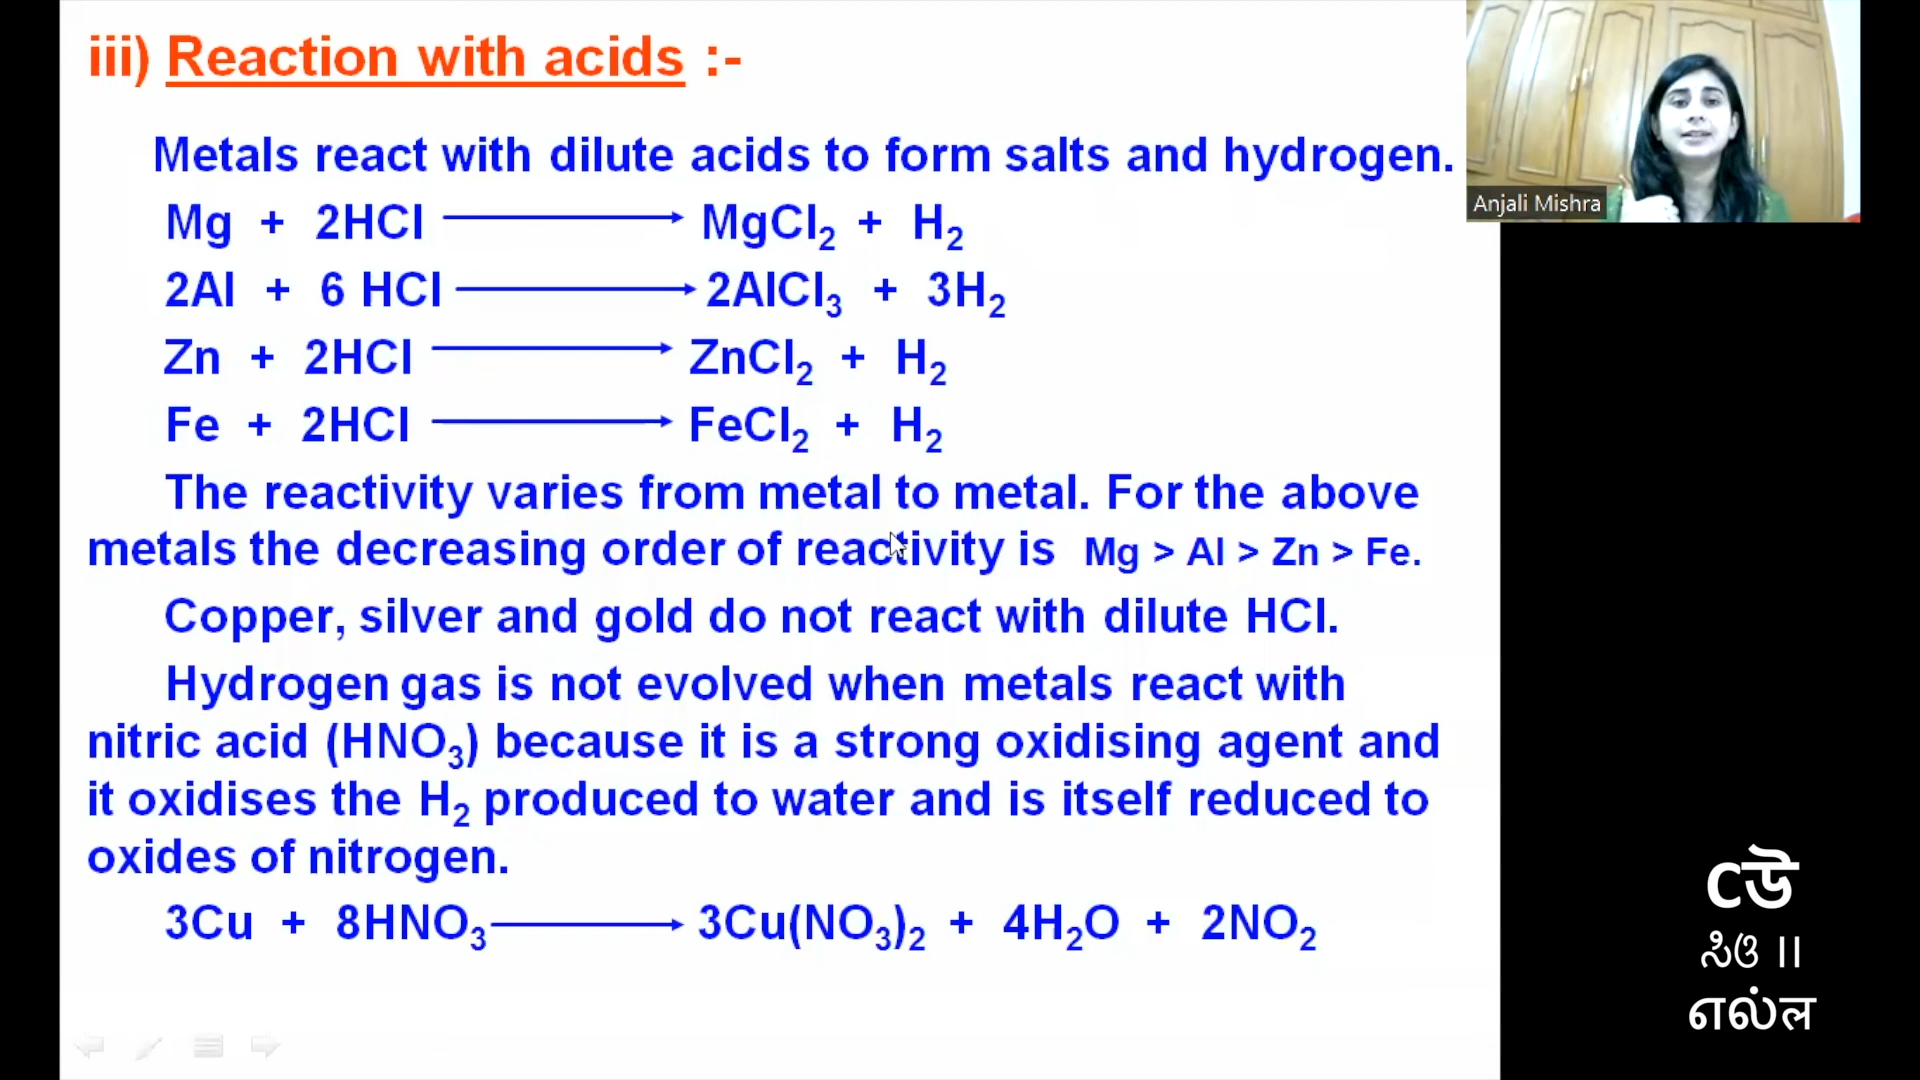 iii) Reaction with acids :-
Metals react with dilute acids to form salts and hydrogen.
Mg + 2HCl → MgCl₂ + H₂
2Al + 6 HCl → 2AlCl₃ + 3H₂
Zn + 2HCl → ZnCl₂ + H₂
Fe + 2HCl → FeCl₂ + H₂
The reactivity varies from metal to metal. For the above
metals the decreasing order of reactivity is Mg > Al > Zn > Fe.
Copper, silver and gold do not react with dilute HCl.
Hydrogen gas is not evolved when metals react with
nitric acid (HNO₃) because it is a strong oxidising agent and
it oxidises the H₂ produced to water and is itself reduced to
oxides of nitrogen.
3Cu + 8HNO₃ → 3Cu(NO₃)₂ + 4H₂O + 2NO₂
Anjali Mishra